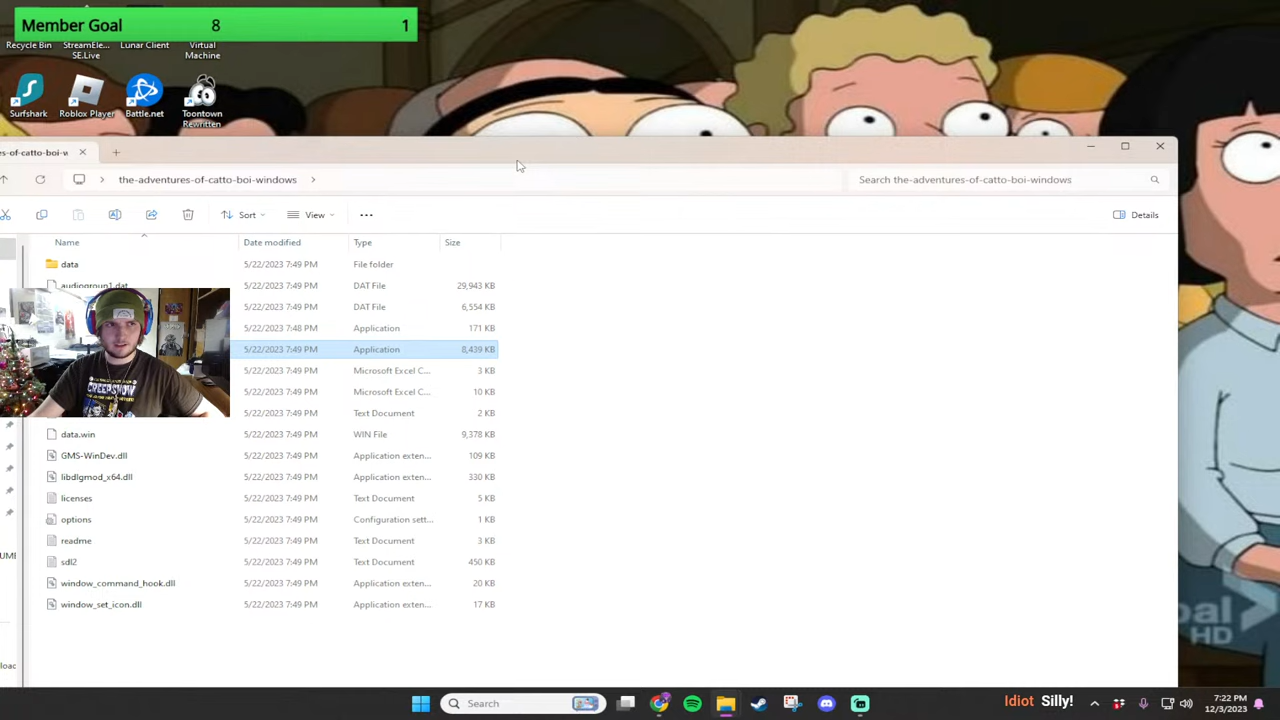 Member Goal 8 1
Recycle Bin StreamEle... SE.Live Lunar Client Virtual Machine
Surfshark Roblox Player Battle.net Toontown Rewritten
es-of-catto-boi-w
the-adventures-of-catto-boi-windows
Search the-adventures-of-catto-boi-windows
Sort View Details
Name Date modified Type Size
data 5/22/2023 7:49 PM File folder
audiogroup1.dat 5/22/2023 7:49 PM DAT File 29,943 KB
5/22/2023 7:49 PM DAT File 6,554 KB
5/22/2023 7:48 PM Application 171 KB
5/22/2023 7:49 PM Application 8,439 KB
5/22/2023 7:49 PM Microsoft Excel C... 3 KB
5/22/2023 7:49 PM Microsoft Excel C... 10 KB
5/22/2023 7:49 PM Text Document 2 KB
data.win 5/22/2023 7:49 PM WIN File 9,378 KB
GMS-WinDev.dll 5/22/2023 7:49 PM Application exten... 109 KB
libdlgmod_x64.dll 5/22/2023 7:49 PM Application exten... 330 KB
licenses 5/22/2023 7:49 PM Text Document 5 KB
options 5/22/2023 7:49 PM Configuration sett... 1 KB
readme 5/22/2023 7:49 PM Text Document 3 KB
sdl2 5/22/2023 7:49 PM Text Document 450 KB
window_command_hook.dll 5/22/2023 7:49 PM Application exten... 20 KB
window_set_icon.dll 5/22/2023 7:49 PM Application exten... 17 KB
CREEPSHOW
HD
Search
Idiot Silly!
7:22 PM
12/3/2023